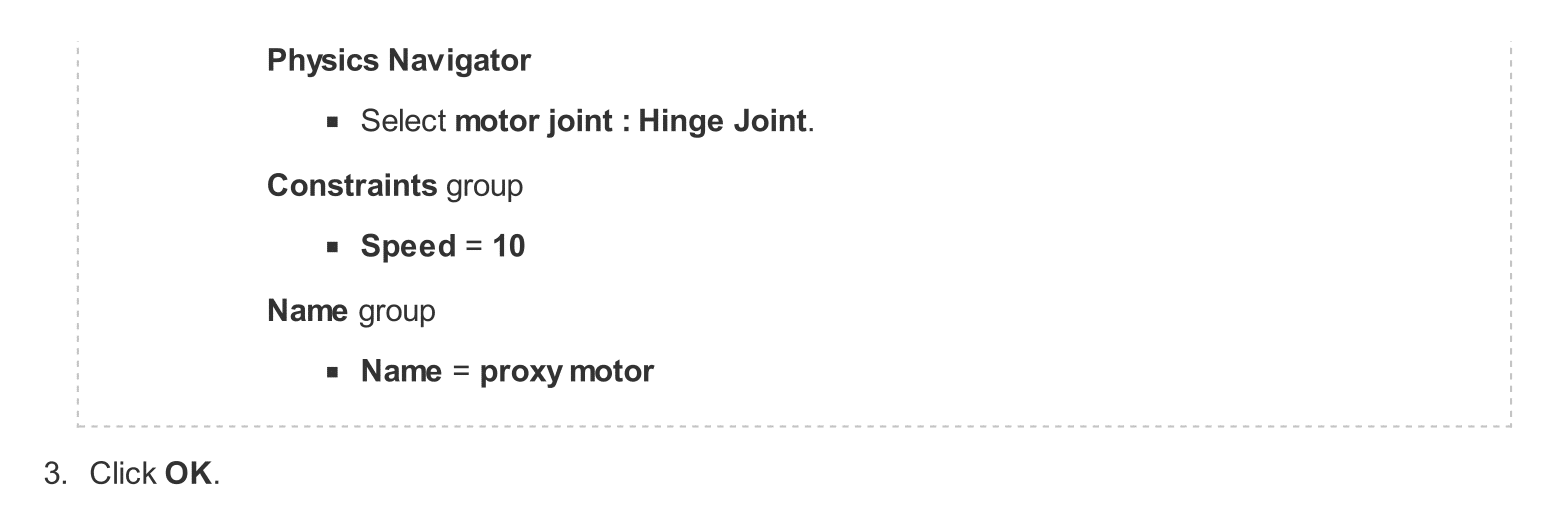 Physics Navigator
▪ Select motor joint : Hinge Joint.
Constraints group
▪ Speed = 10
Name group
▪ Name = proxy motor
3. Click OK.